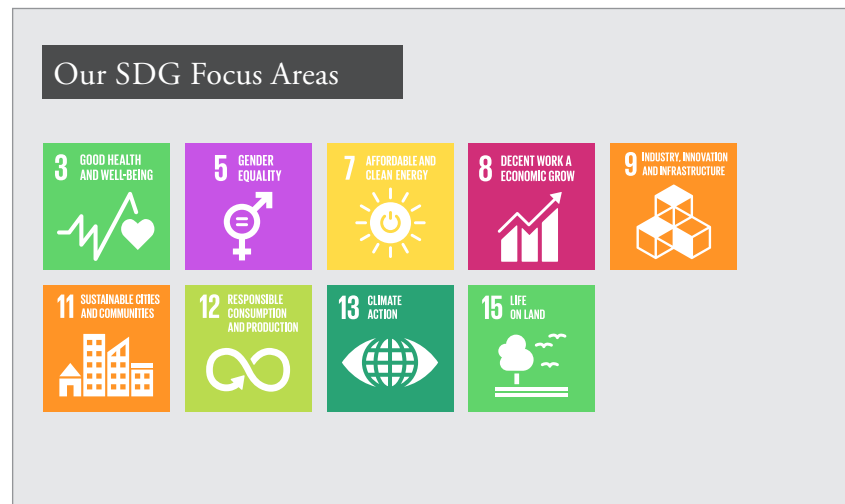 Our SDG Focus Areas
3 GOOD HEALTH
AND WELL-BEING
5 GENDER
EQUALITY
7 AFFORDABLE AND
CLEAN ENERGY
8 DECENT WORK A
ECONOMIC GROW
9 INDUSTRY, INNOVATION
AND INFRASTRUCTURE
11 SUSTAINABLE CITIES
AND COMMUNITIES
12 RESPONSIBLE
CONSUMPTION
AND PRODUCTION
13 CLIMATE
ACTION
15 LIFE
ON LAND